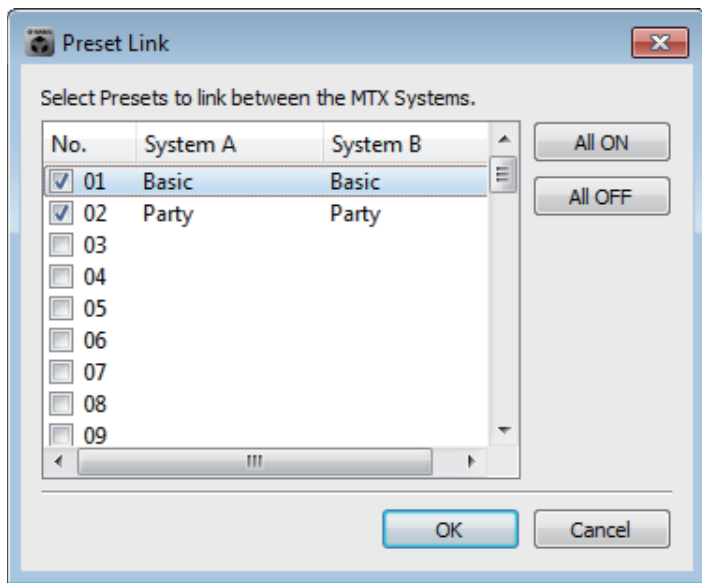 Preset Link
Select Presets to link between the MTX Systems.
No. System A System B
01 Basic Basic
02 Party Party
03
04
05
06
07
08
09
All ON
All OFF
OK Cancel